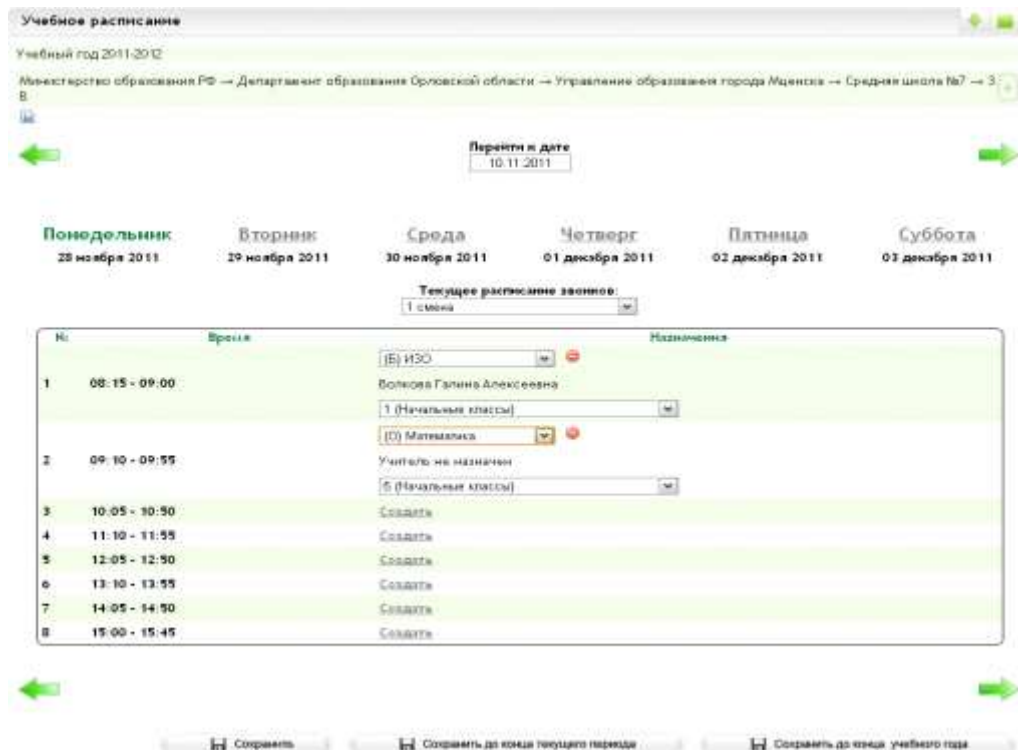 Учебное расписание
Учебный год 2011-2012
Министерство образования РФ → Департамент образования Орловской области → Управление образования города Мценска → Средняя школа №7 → 3
В
Перейти к дате
10.11.2011
Понедельник Вторник Среда Четверг Пятница Суббота
28 ноября 2011 29 ноября 2011 30 ноября 2011 01 декабря 2011 02 декабря 2011 03 декабря 2011
Текущее расписание звонков:
1 смена
№ Время Назначения
(Б) ИЗО
1 08:15 - 09:00 Волкова Галина Алексеевна
1 (Начальные классы)
(О) Математика
2 09:10 - 09:55 Учитель не назначен
6 (Начальные классы)
3 10:05 - 10:50 Создать
4 11:10 - 11:55 Создать
5 12:05 - 12:50 Создать
6 13:10 - 13:55 Создать
7 14:05 - 14:50 Создать
8 15:00 - 15:45 Создать
Сохранить Сохранить до конца текущего периода Сохранить до конца учебного года